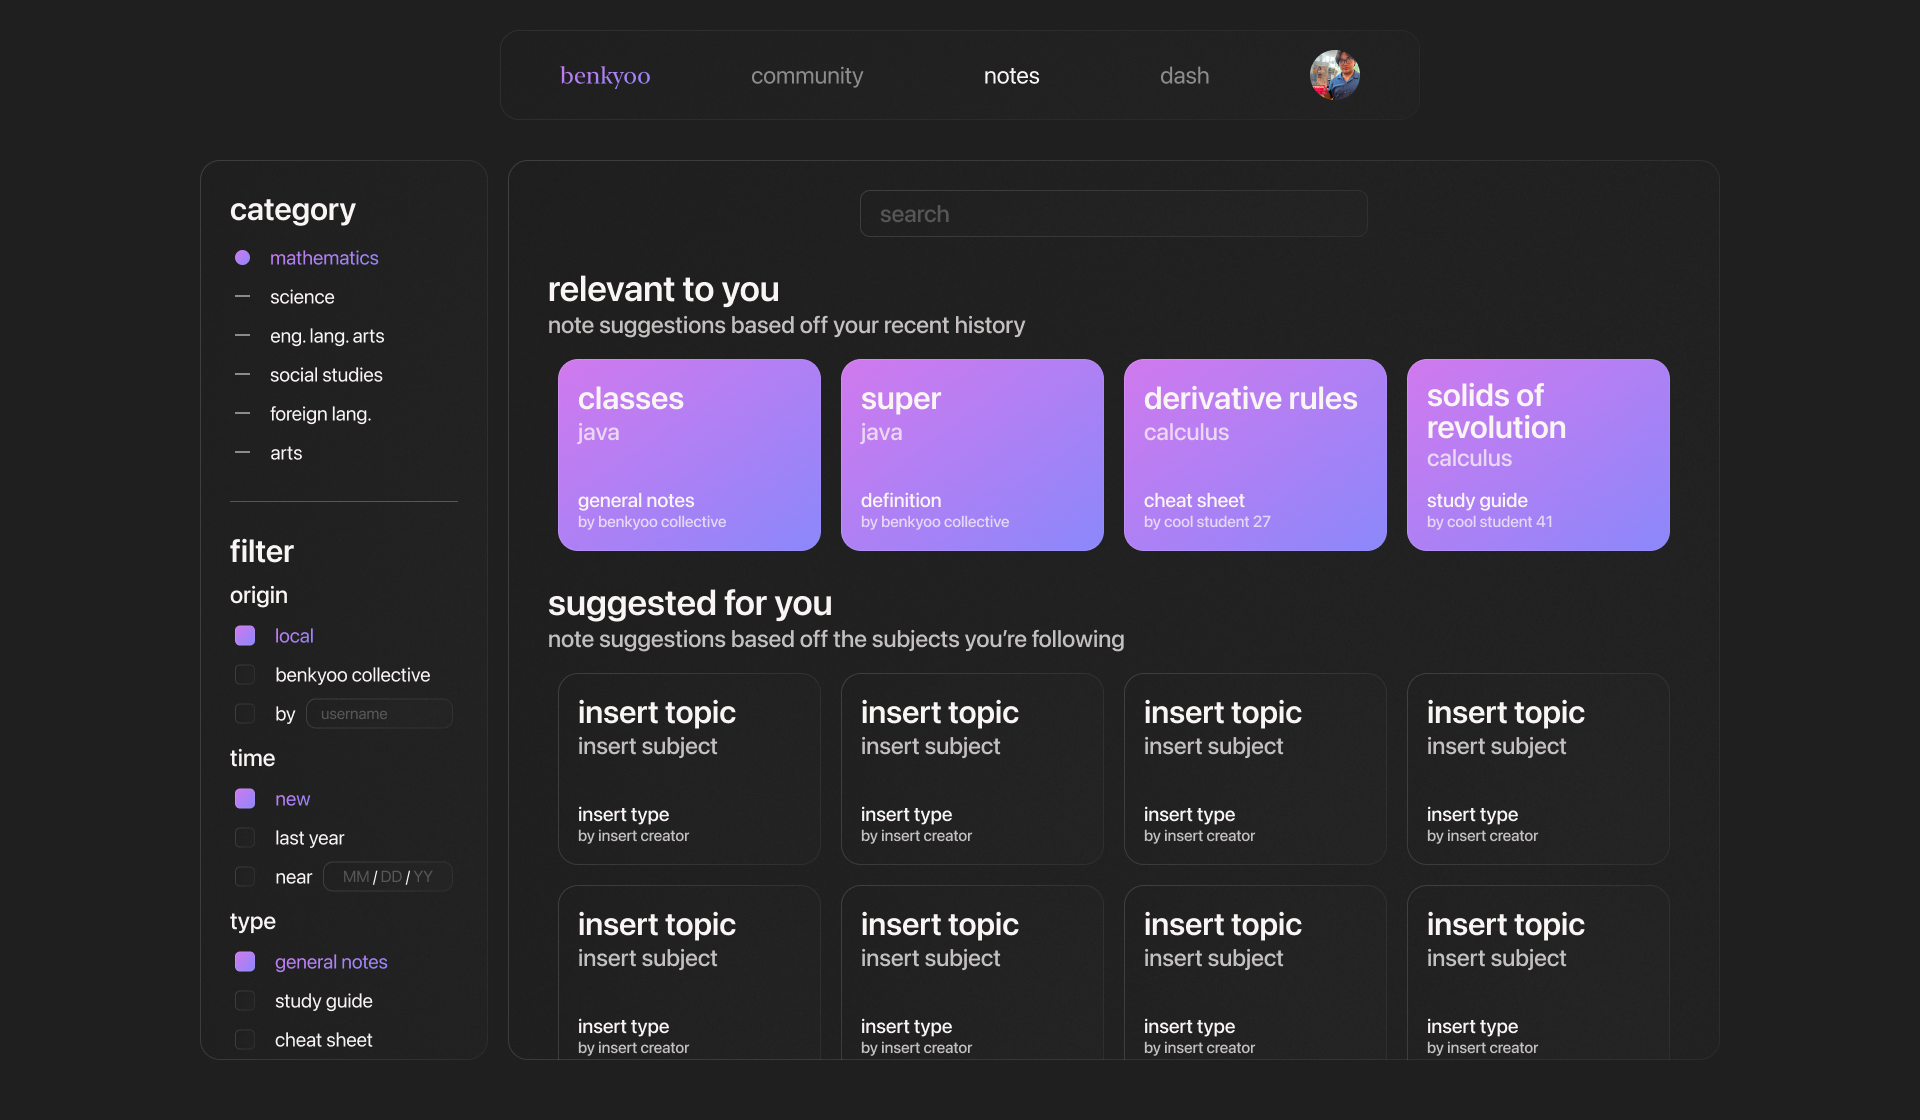 benkyoo
community
notes
dash
category
mathematics
science
eng. lang. arts
social studies
foreign lang.
arts
filter
origin
local
benkyoo collective
by username
time
new
last year
near MM / DD / YY
type
general notes
study guide
cheat sheet
search
relevant to you
note suggestions based off your recent history
classes
java
general notes
by benkyoo collective
super
java
definition
by benkyoo collective
derivative rules
calculus
cheat sheet
by cool student 27
solids of
revolution
calculus
study guide
by cool student 41
suggested for you
note suggestions based off the subjects you’re following
insert topic
insert subject
insert type
by insert creator
insert topic
insert subject
insert type
by insert creator
insert topic
insert subject
insert type
by insert creator
insert topic
insert subject
insert type
by insert creator
insert topic
insert subject
insert type
by insert creator
insert topic
insert subject
insert type
by insert creator
insert topic
insert subject
insert type
by insert creator
insert topic
insert subject
insert type
by insert creator